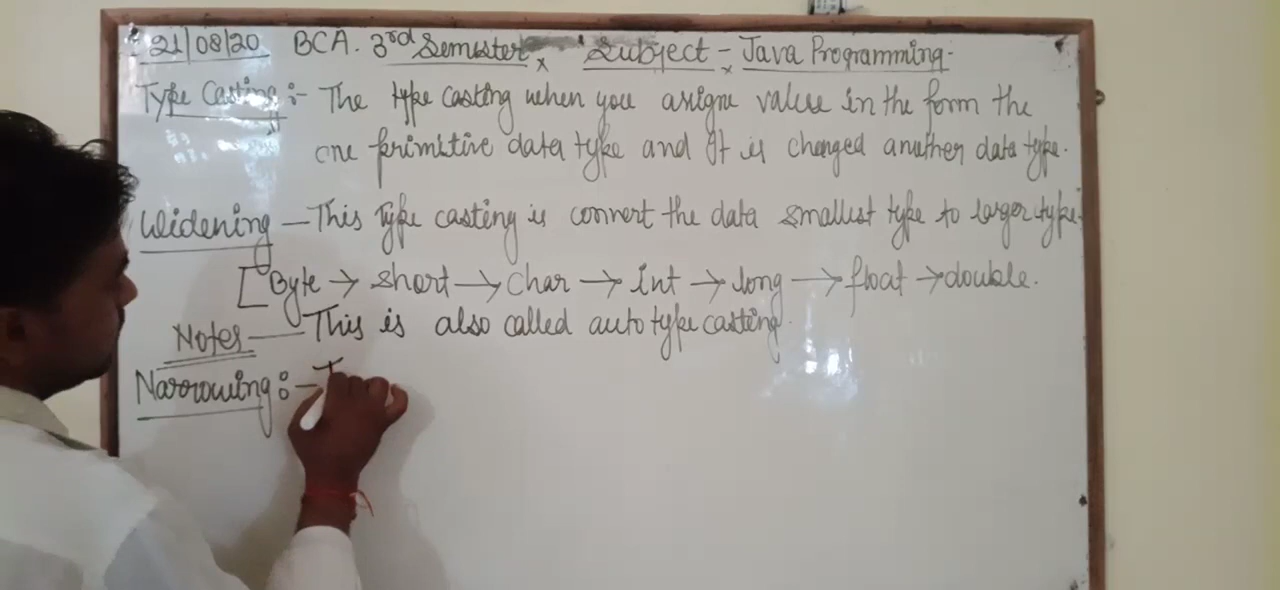 21/08/20 BCA. 3rd Semester x Subject - x Java Programming
Type Casting :- The type casting when you assigne value in the form the
one primitive data type and It is changed another data type.
Widening — This Type casting is convert the data smallest type to larger type.
[Byte → short → char → int → long → float → double.
Notes — This is also called auto type casting.
Narrowing :- T